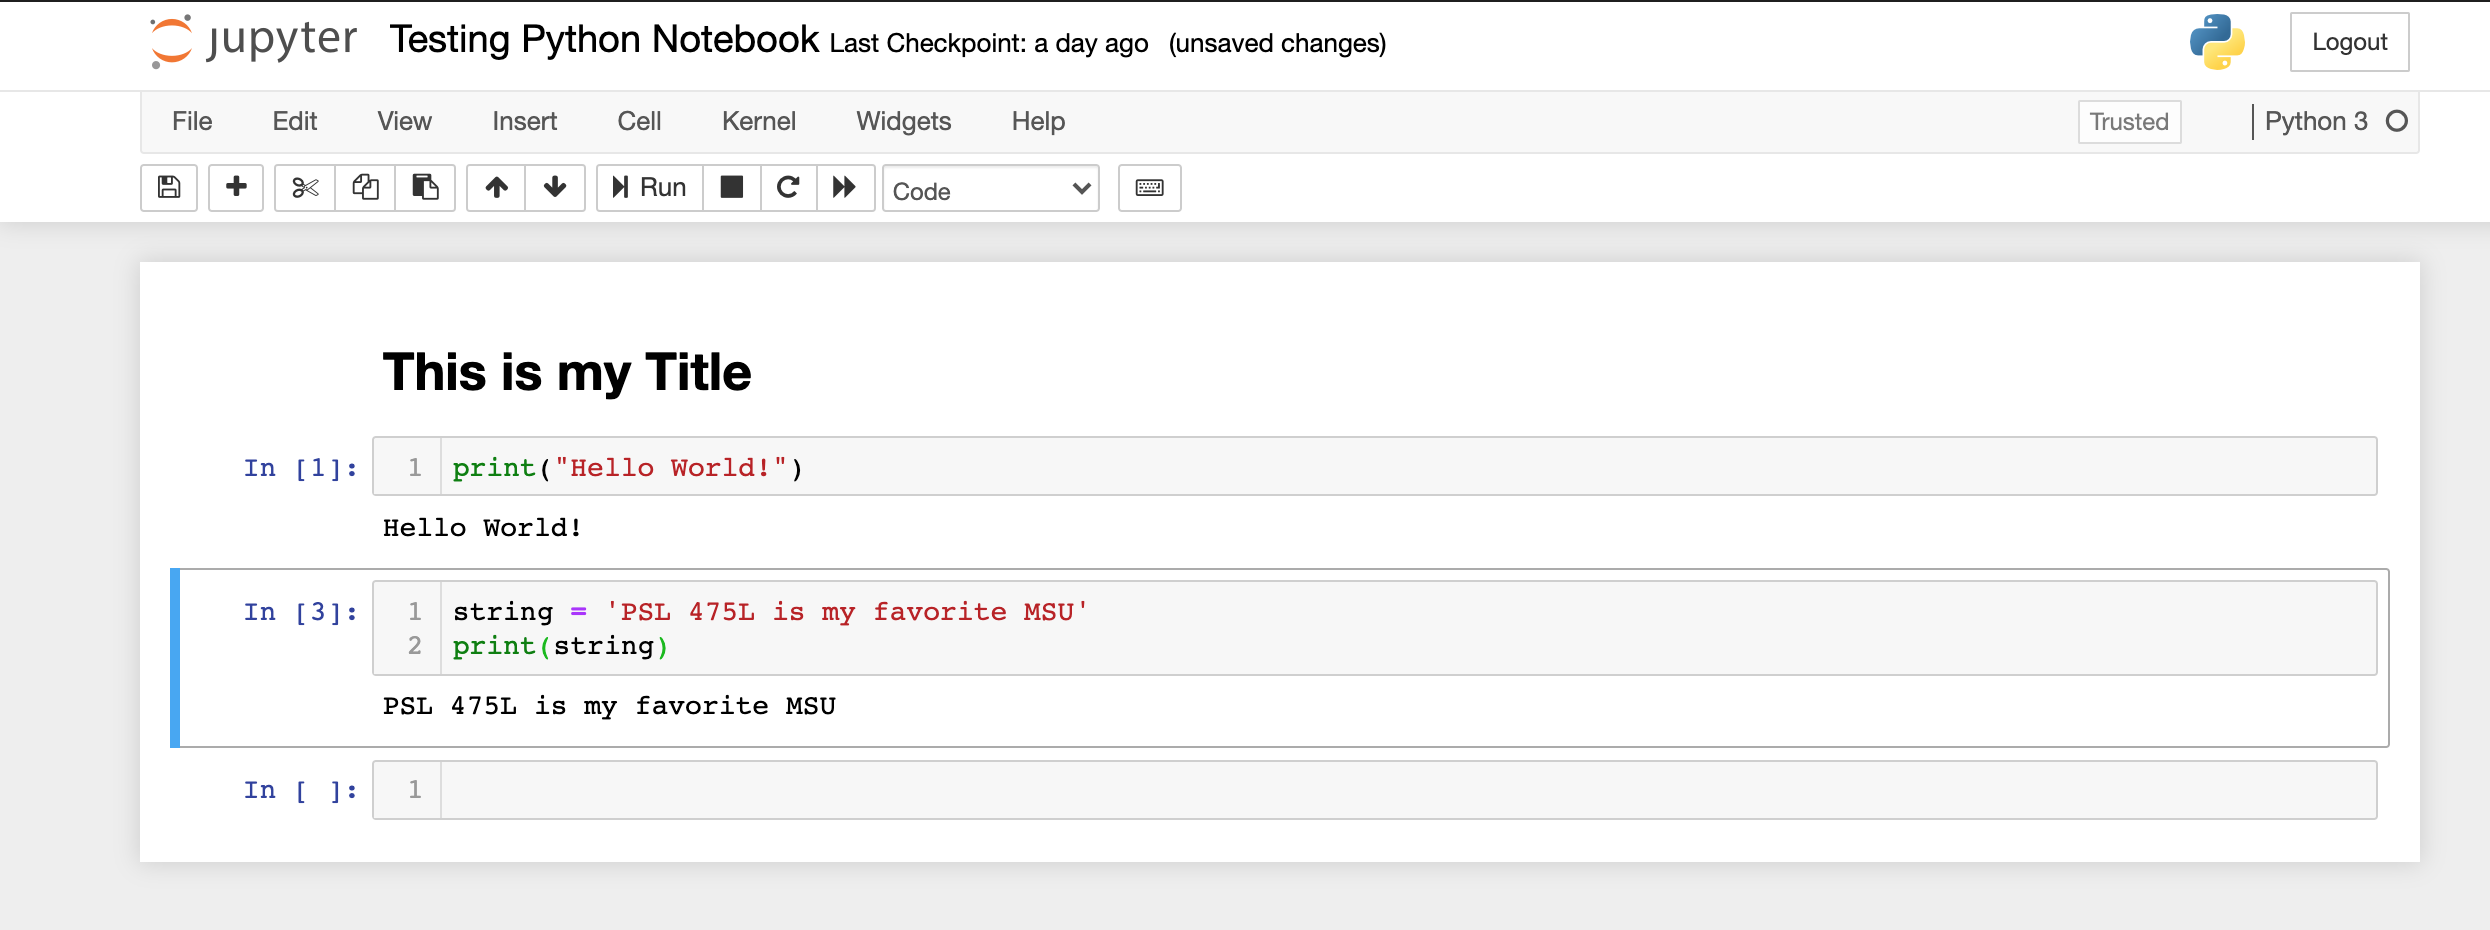 jupyter Testing Python Notebook Last Checkpoint: a day ago (unsaved changes) Logout
File Edit View Insert Cell Kernel Widgets Help Trusted Python 3
Run Code
This is my Title
In [1]: 1 print("Hello World!")
Hello World!
In [3]: 1 string = 'PSL 475L is my favorite MSU'
2 print(string)
PSL 475L is my favorite MSU
In [ ]: 1